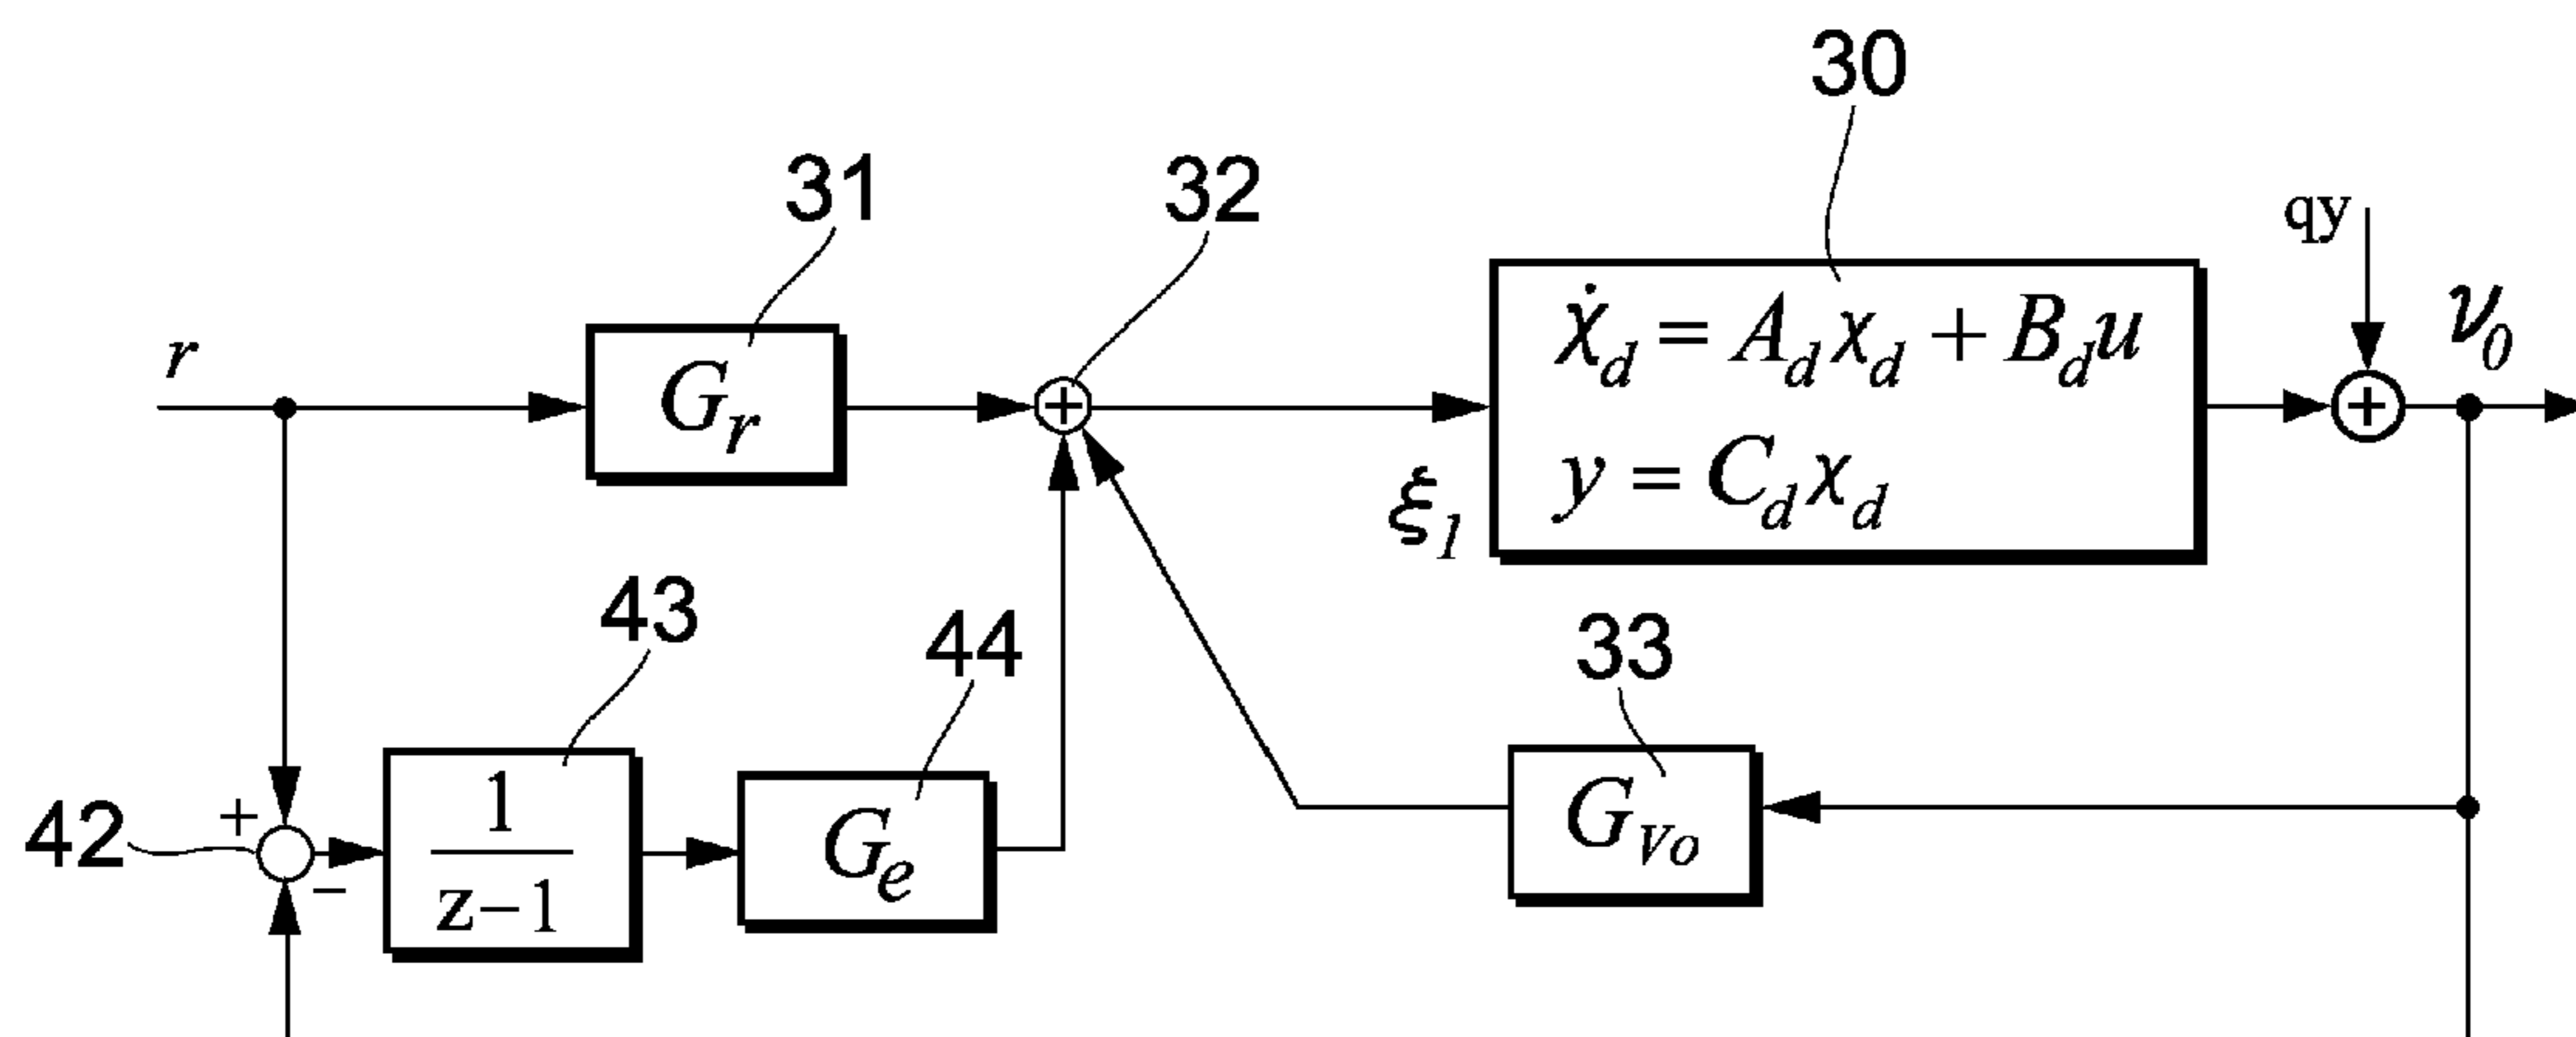 30
31
32
qy
r
G_r
+
ẋ_d = A_d x_d + B_d u
y = C_d x_d
+
ν_0
ξ_1
43
44
33
42
+
−
1
z−1
G_e
G_vo